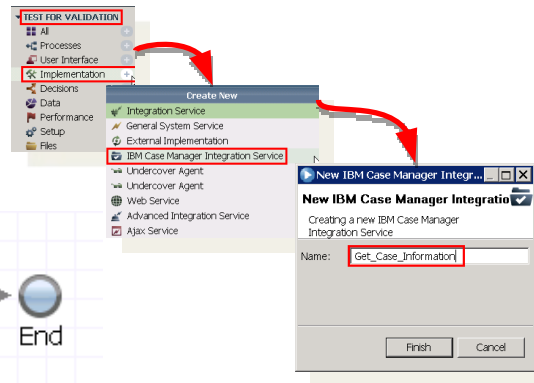 TEST FOR VALIDATION
All
Processes
User Interface
Implementation
Decisions
Data
Performance
Setup
Files
Create New
Integration Service
General System Service
External Implementation
IBM Case Manager Integration Service
Undercover Agent
Undercover Agent
Web Service
Advanced Integration Service
Ajax Service
New IBM Case Manager Integr...
New IBM Case Manager Integratio
Creating a new IBM Case Manager
Integration Service
Name: Get_Case_Information
Finish Cancel
End